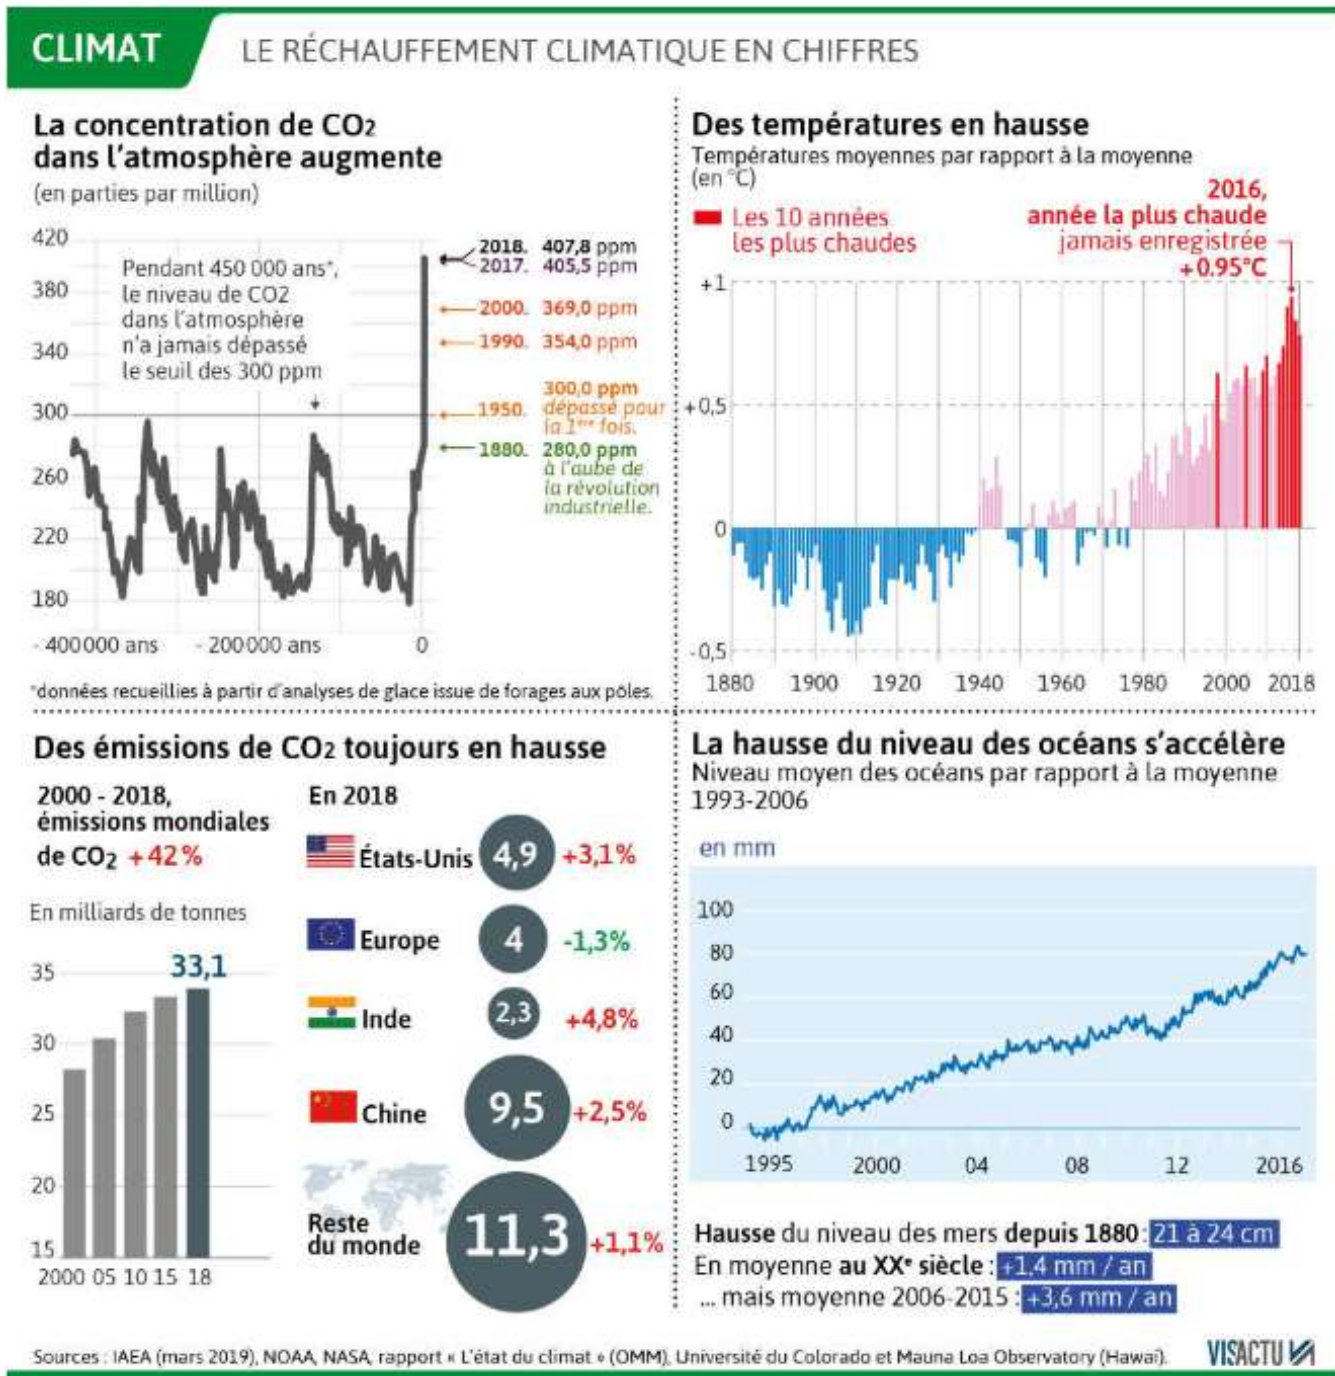 CLIMAT
LE RÉCHAUFFEMENT CLIMATIQUE EN CHIFFRES
La concentration de CO2
dans l'atmosphère augmente
(en parties par million)
420
380
340
300
260
220
180
Pendant 450 000 ans*,
le niveau de CO2
dans l'atmosphère
n'a jamais dépassé
le seuil des 300 ppm
2018. 407,8 ppm
2017. 405,5 ppm
2000. 369,0 ppm
1990. 354,0 ppm
1950. 300,0 ppm
dépassé pour
la 1ère fois.
1880. 280,0 ppm
à l'aube de
la révolution
industrielle.
- 400 000 ans - 200 000 ans 0
*données recueillies à partir d'analyses de glace issue de forages aux pôles.
Des températures en hausse
Températures moyennes par rapport à la moyenne
(en °C)
Les 10 années
les plus chaudes
2016,
année la plus chaude
jamais enregistrée
+0.95°C
+1
+0,5
0
-0,5
1880 1900 1920 1940 1960 1980 2000 2018
Des émissions de CO2 toujours en hausse
2000 - 2018,
émissions mondiales
de CO2 +42%
En milliards de tonnes
35
30
25
20
15
33,1
2000 05 10 15 18
En 2018
États-Unis 4,9 +3,1%
Europe 4 -1,3%
Inde 2,3 +4,8%
Chine 9,5 +2,5%
Reste
du monde 11,3 +1,1%
La hausse du niveau des océans s'accélère
Niveau moyen des océans par rapport à la moyenne
1993-2006
en mm
100
80
60
40
20
0
1995 2000 04 08 12 2016
Hausse du niveau des mers depuis 1880 : 21 à 24 cm
En moyenne au XXe siècle : +1,4 mm / an
... mais moyenne 2006-2015 : +3,6 mm / an
Sources : IAEA (mars 2019), NOAA, NASA, rapport « L'état du climat » (OMM), Université du Colorado et Mauna Loa Observatory (Hawaï).
VISACTU